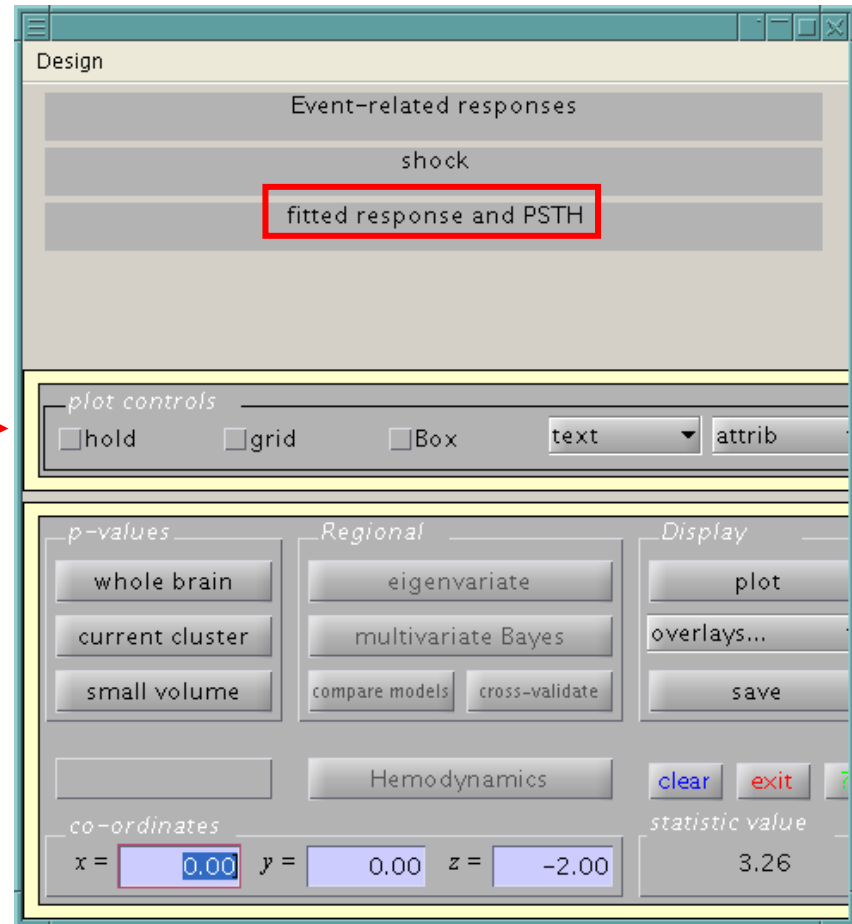 Design
Event-related responses
shock
fitted response and PSTH
plot controls
hold grid Box text attrib
p-values Regional Display
whole brain eigenvariate plot
current cluster multivariate Bayes overlays...
small volume compare models cross-validate save
Hemodynamics clear exit ?
co-ordinates statistic value
x = 0.00 y = 0.00 z = -2.00 3.26